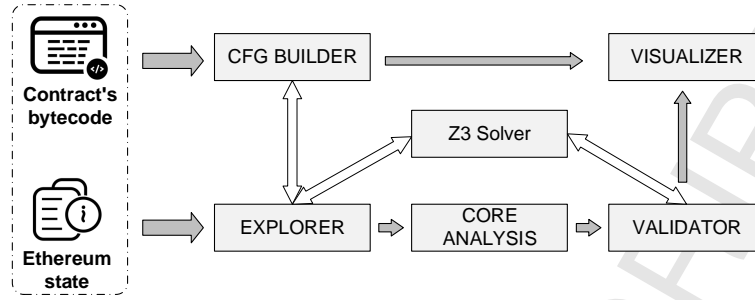 CFG BUILDER
VISUALIZER
Contract's
bytecode
Z3 Solver
EXPLORER
CORE
ANALYSIS
VALIDATOR
Ethereum
state